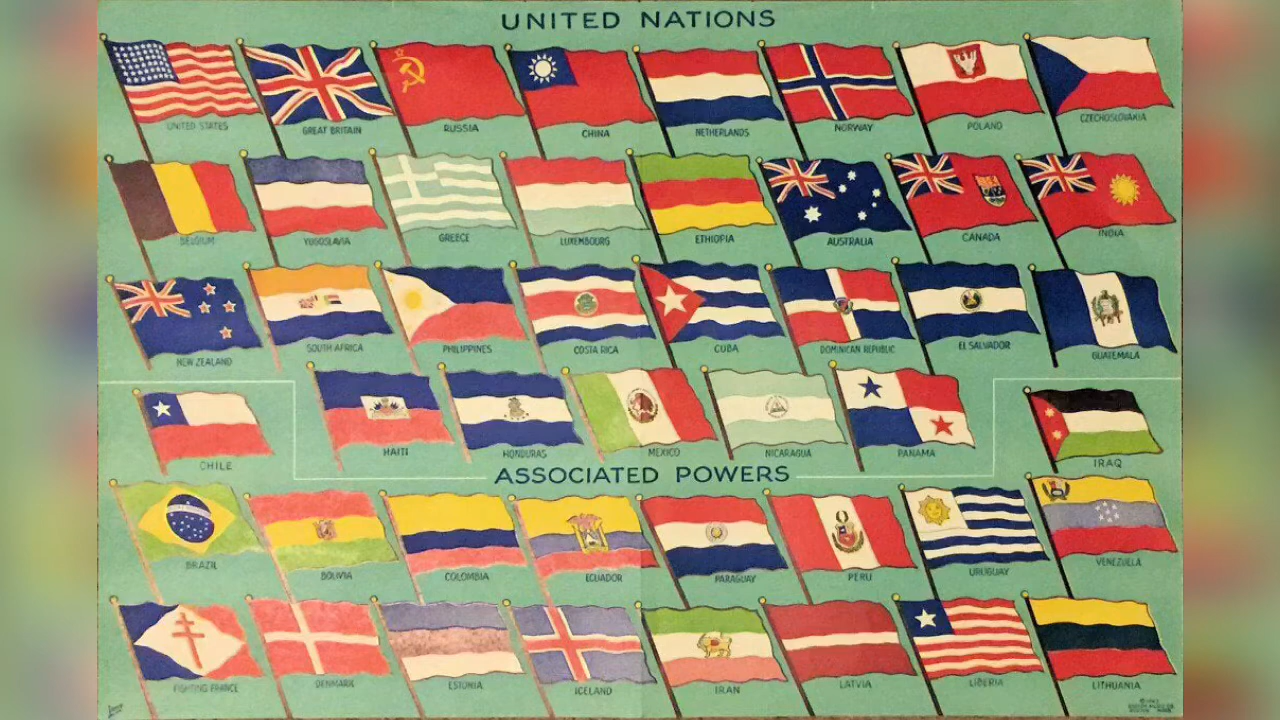 UNITED NATIONS
UNITED STATES
GREAT BRITAIN
RUSSIA
CHINA
NETHERLANDS
NORWAY
POLAND
CZECHOSLOVAKIA
BELGIUM
YUGOSLAVIA
GREECE
LUXEMBOURG
ETHIOPIA
AUSTRALIA
CANADA
INDIA
NEW ZEALAND
SOUTH AFRICA
PHILIPPINES
COSTA RICA
CUBA
DOMINICAN REPUBLIC
EL SALVADOR
GUATEMALA
HAITI
HONDURAS
MEXICO
NICARAGUA
PANAMA
ASSOCIATED POWERS
CHILE
IRAQ
BRAZIL
BOLIVIA
COLOMBIA
ECUADOR
PARAGUAY
PERU
URUGUAY
VENEZUELA
FIGHTING FRANCE
DENMARK
ESTONIA
ICELAND
IRAN
LATVIA
LIBERIA
LITHUANIA